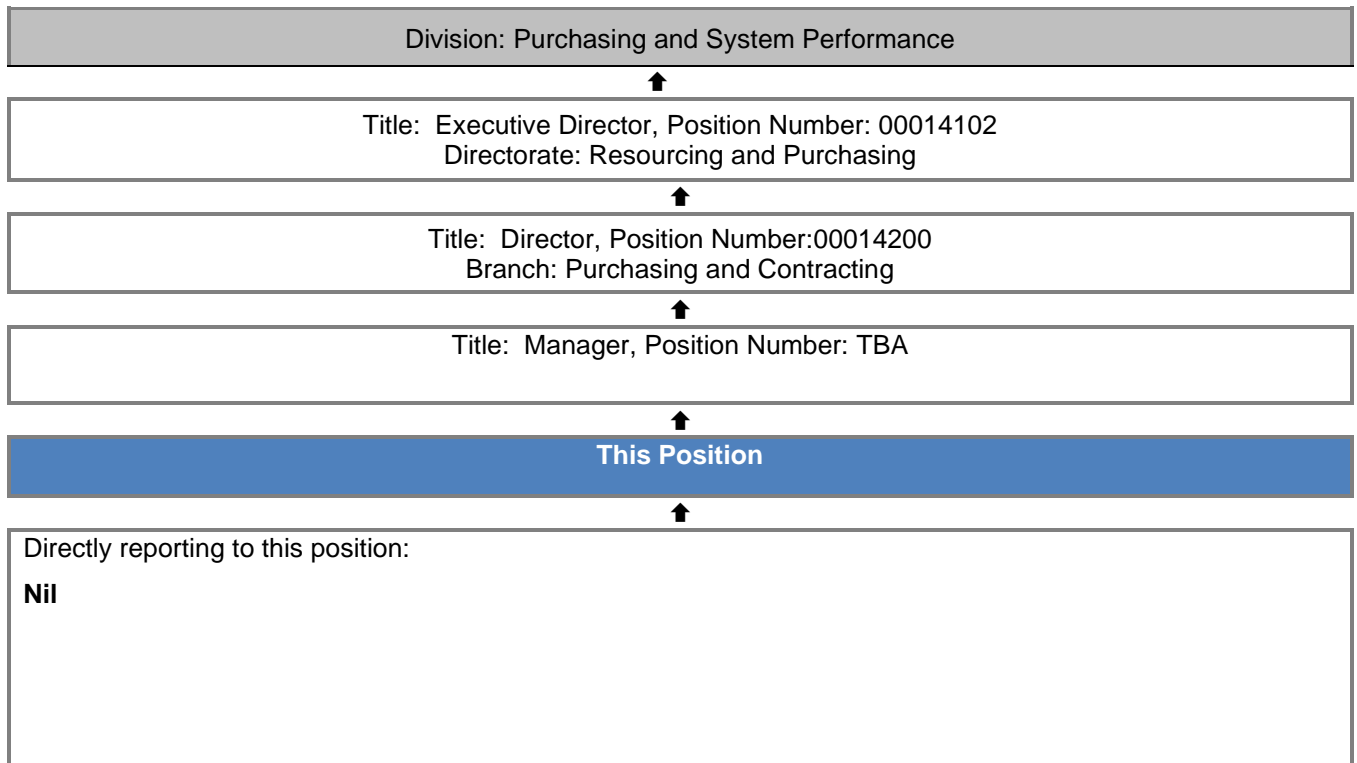 Division: Purchasing and System Performance
Title: Executive Director, Position Number: 00014102
Directorate: Resourcing and Purchasing
Title: Director, Position Number:00014200
Branch: Purchasing and Contracting
Title: Manager, Position Number: TBA
This Position
Directly reporting to this position:
Nil